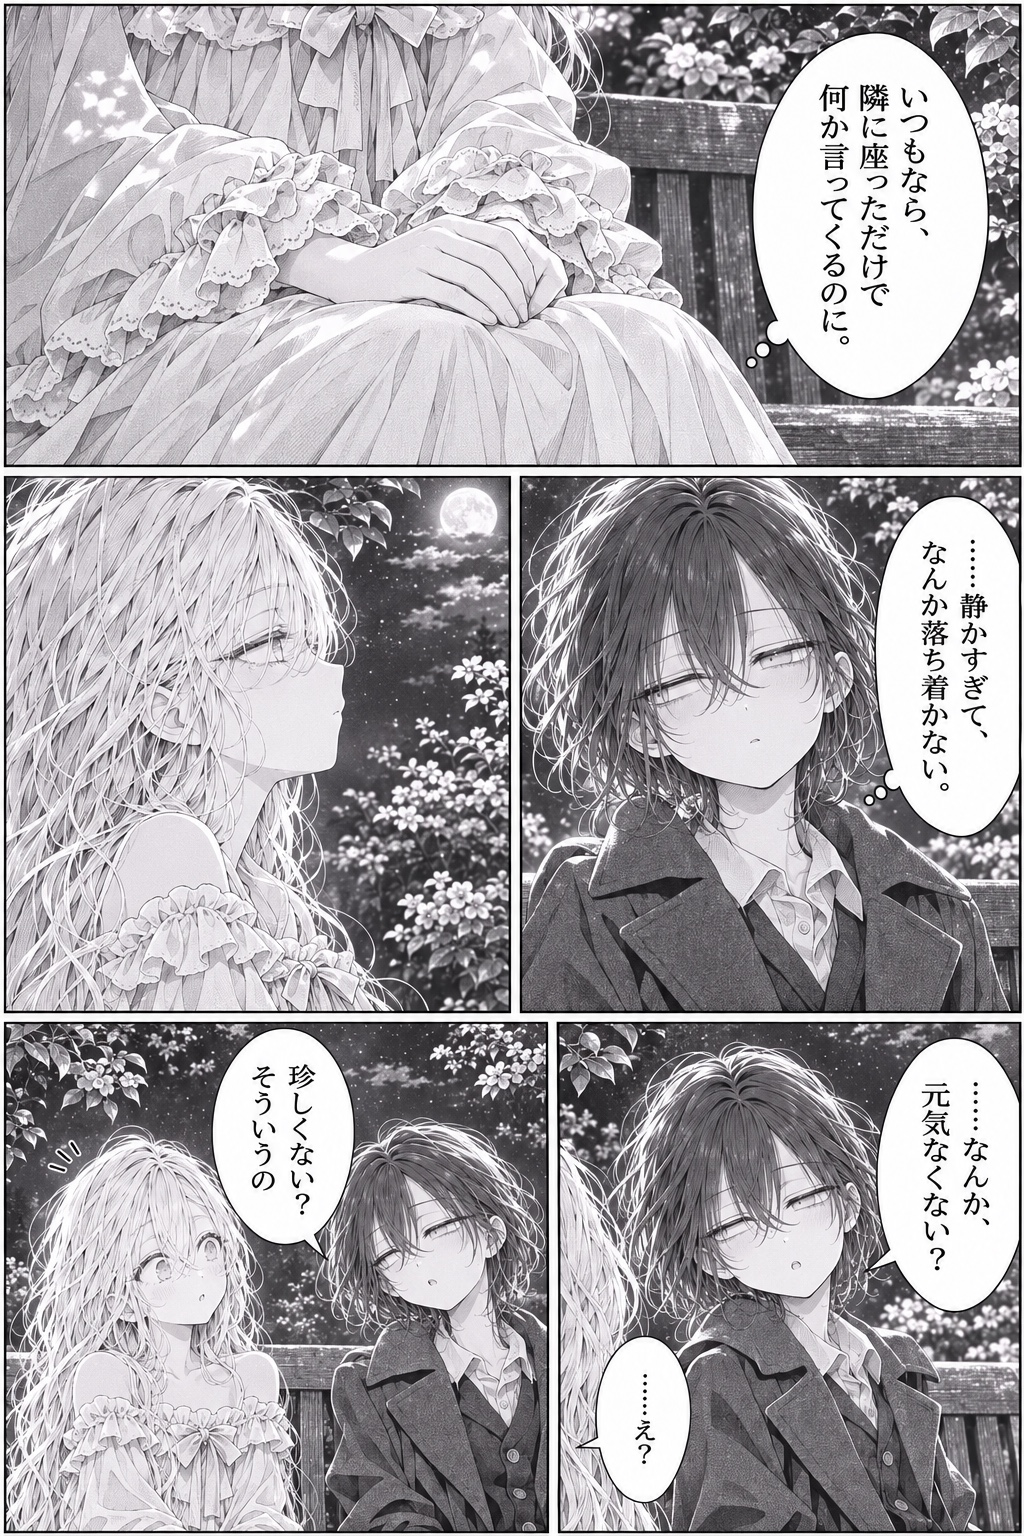 いつもなら、
隣に座っただけで
何か言ってくるのに。
……静かすぎて、
なんか落ち着かない。
……なんか、
元気なくない？
……え？
珍しくない？
そういうの